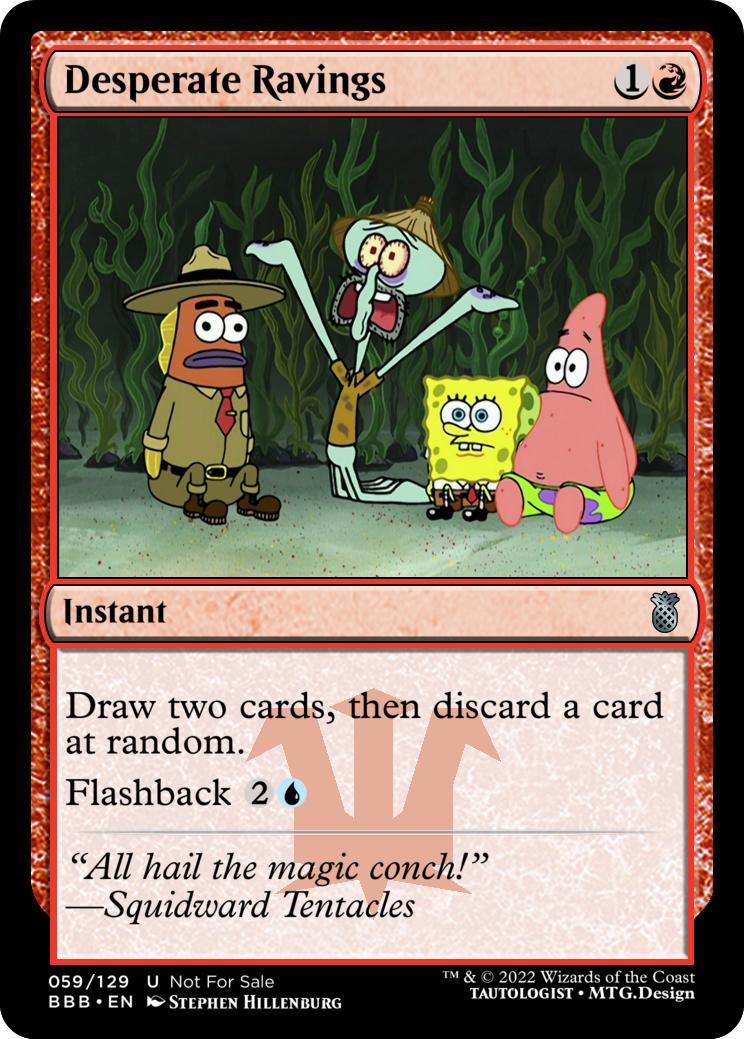 Desperate Ravings 1
Instant
Draw two cards, then discard a card
at random.
Flashback 2
“All hail the magic conch!”
—Squidward Tentacles
059/129 U Not For Sale
BBB • EN STEPHEN HILLENBURG
™ & © 2022 Wizards of the Coast
TAUTOLOGIST • MTG.Design